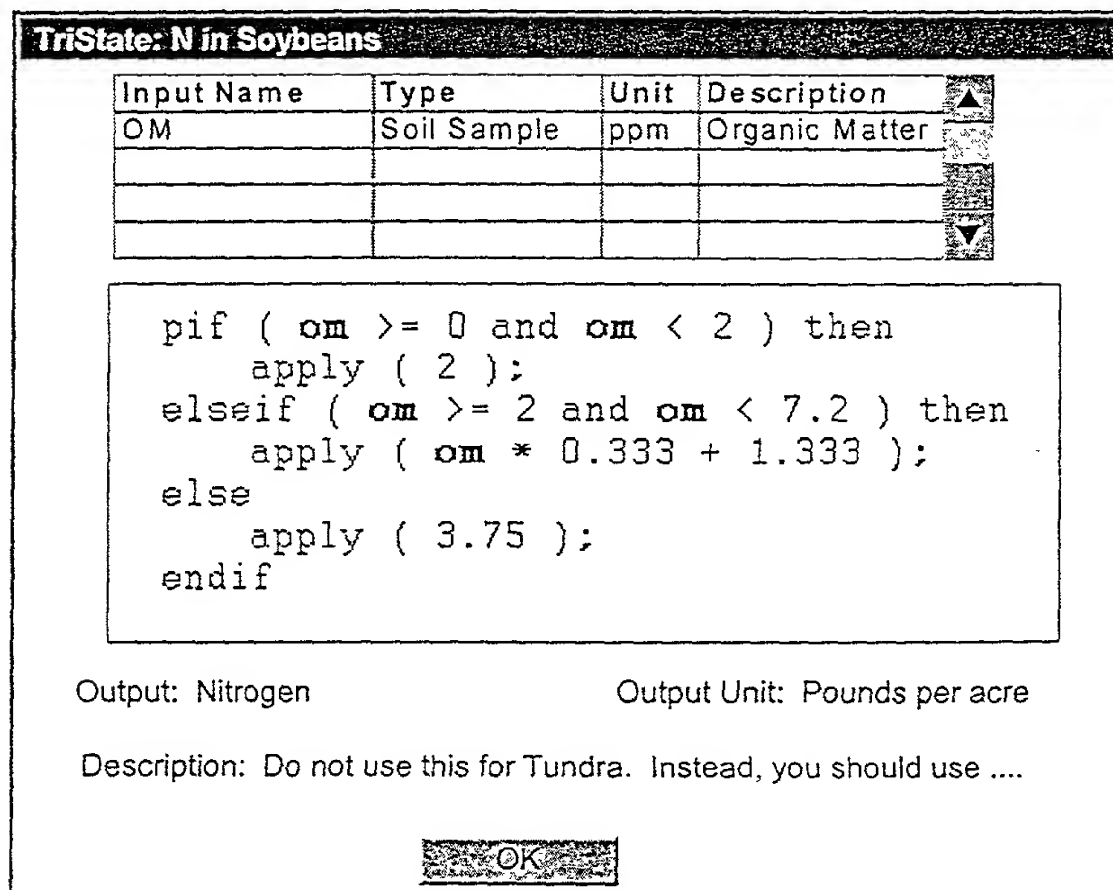 TriState: N in Soybeans
Input Name Type Unit Description
OM Soil Sample ppm Organic Matter
pif ( om >= 0 and om < 2 ) then
apply ( 2 );
elseif ( om >= 2 and om < 7.2 ) then
apply ( om * 0.333 + 1.333 );
else
apply ( 3.75 );
endif
Output: Nitrogen Output Unit: Pounds per acre
Description: Do not use this for Tundra. Instead, you should use ....
OK